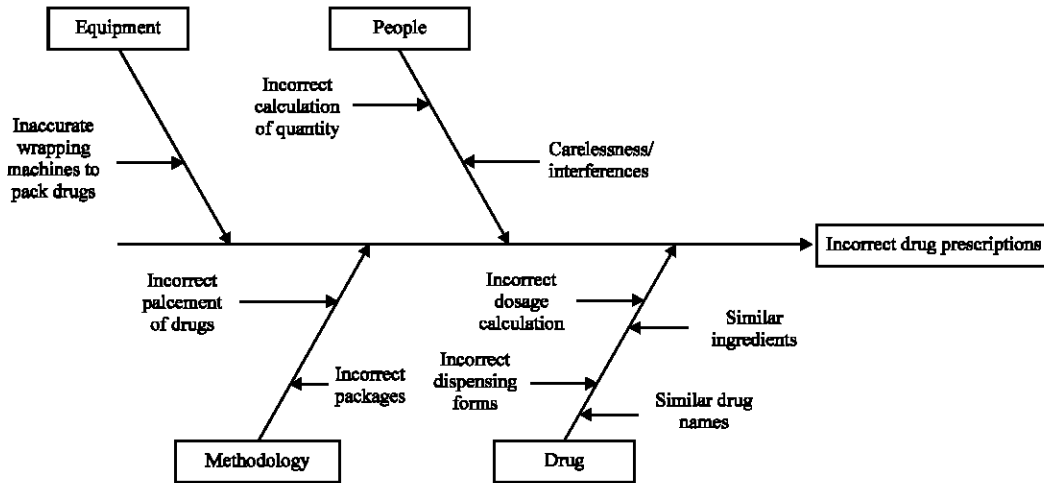 Equipment
People
Incorrect
calculation
of quantity
Inaccurate
wrapping
machines to
pack drugs
Carelessness/
interferences
Incorrect drug prescriptions
Incorrect
palcement
of drugs
Incorrect
dosage
calculation
Similar
ingredients
Incorrect
packages
Incorrect
dispensing
forms
Similar drug
names
Methodology
Drug